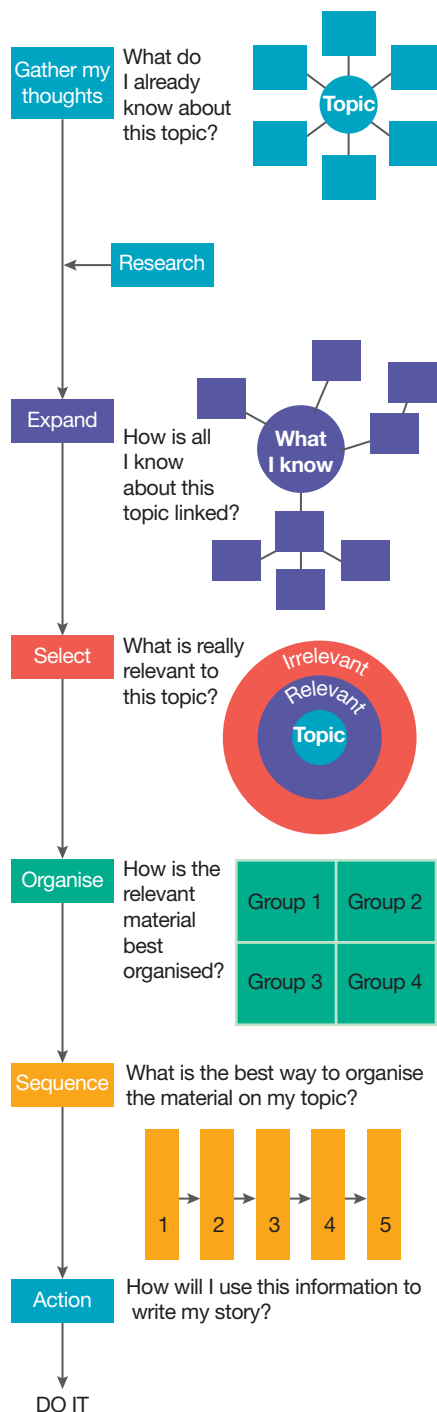 Gather my
thoughts
What do
I already
know about
this topic?
Topic
Research
Expand
How is all
I know
about this
topic linked?
What
I know
Select
What is really
relevant to
this topic?
Irrelevant
Relevant
Topic
Organise
How is the
relevant
material
best
organised?
Group 1
Group 2
Group 3
Group 4
Sequence
What is the best way to organise
the material on my topic?
1
2
3
4
5
Action
How will I use this information to
write my story?
DO IT